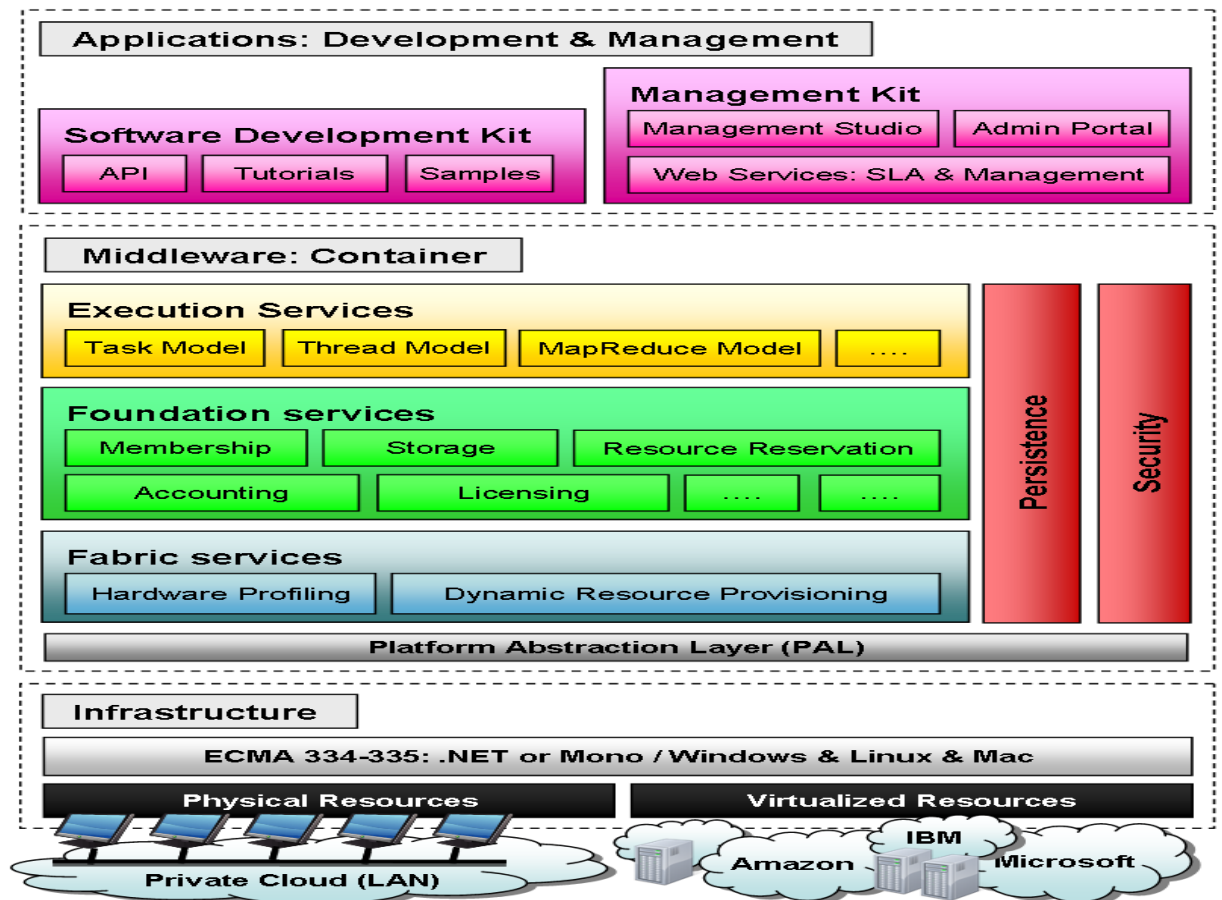 Applications: Development & Management
Management Kit
Management Studio
Admin Portal
Web Services: SLA & Management
Software Development Kit
API
Tutorials
Samples
Middleware: Container
Execution Services
Task Model
Thread Model
MapReduce Model
....
Foundation services
Membership
Storage
Resource Reservation
Accounting
Licensing
....
....
Fabric services
Hardware Profiling
Dynamic Resource Provisioning
Persistence
Security
Platform Abstraction Layer (PAL)
Infrastructure
ECMA 334-335: .NET or Mono / Windows & Linux & Mac
Physical Resources
Virtualized Resources
Private Cloud (LAN)
Amazon
IBM
Microsoft